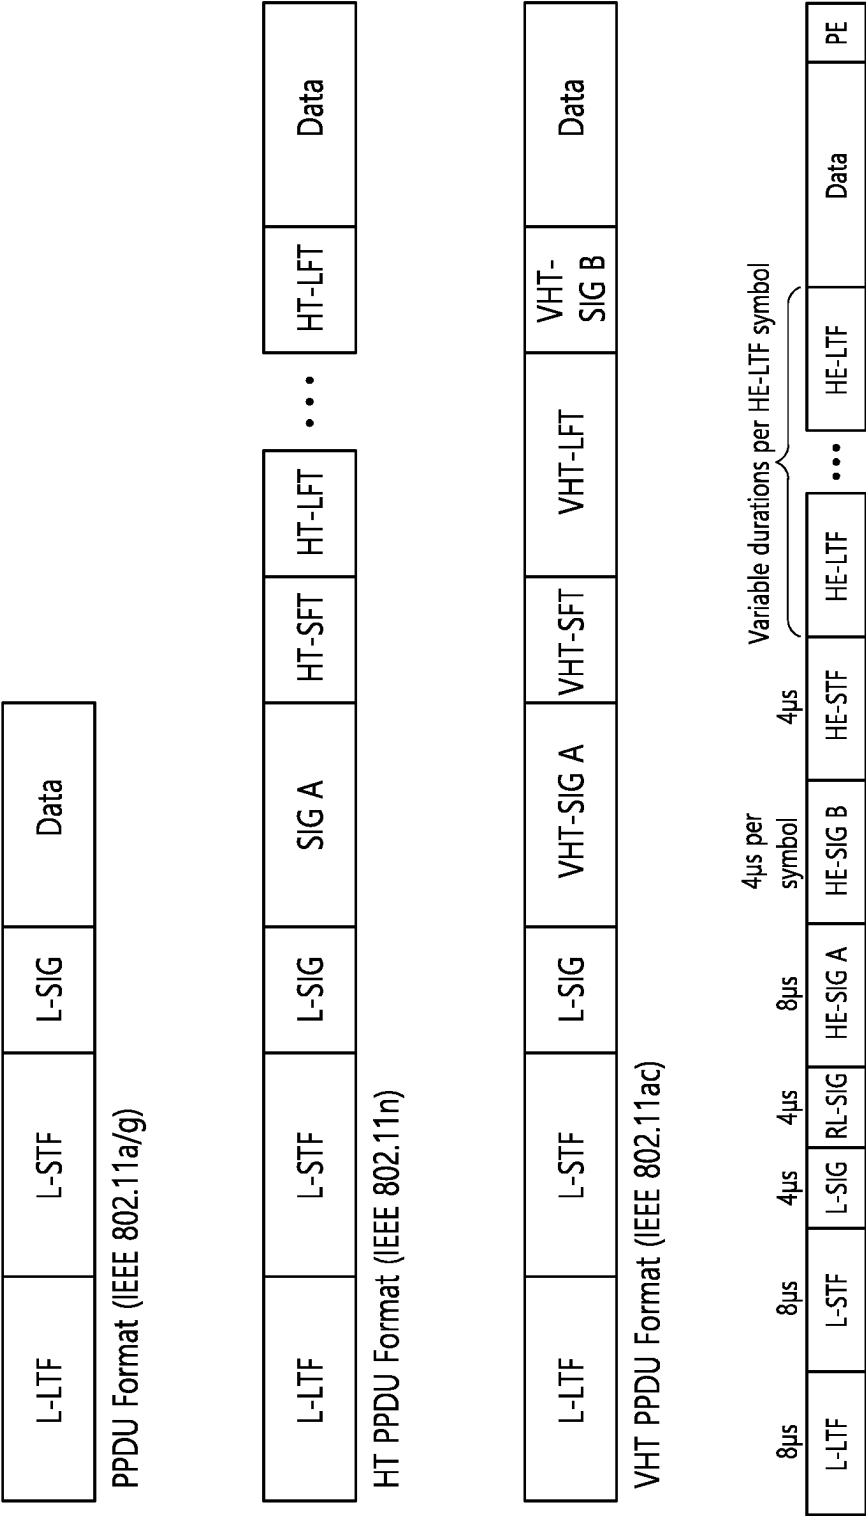 L-LTF
L-STF
L-SIG
Data
PPDU Format (IEEE 802.11a/g)
L-LTF
L-STF
L-SIG
SIG A
HT-SFT
HT-LFT
• • •
HT-LFT
Data
HT PPDU Format (IEEE 802.11n)
L-LTF
L-STF
L-SIG
VHT-SIG A
VHT-SFT
VHT-LFT
VHT-
SIG B
Data
VHT PPDU Format (IEEE 802.11ac)
Variable durations per HE-LTF symbol
8µs
8µs
4µs
4µs
8µs
4µs per
symbol
4µs
L-LTF
L-STF
L-SIG
RL-SIG
HE-SIG A
HE-SIG B
HE-STF
HE-LTF
•••
HE-LTF
Data
PE